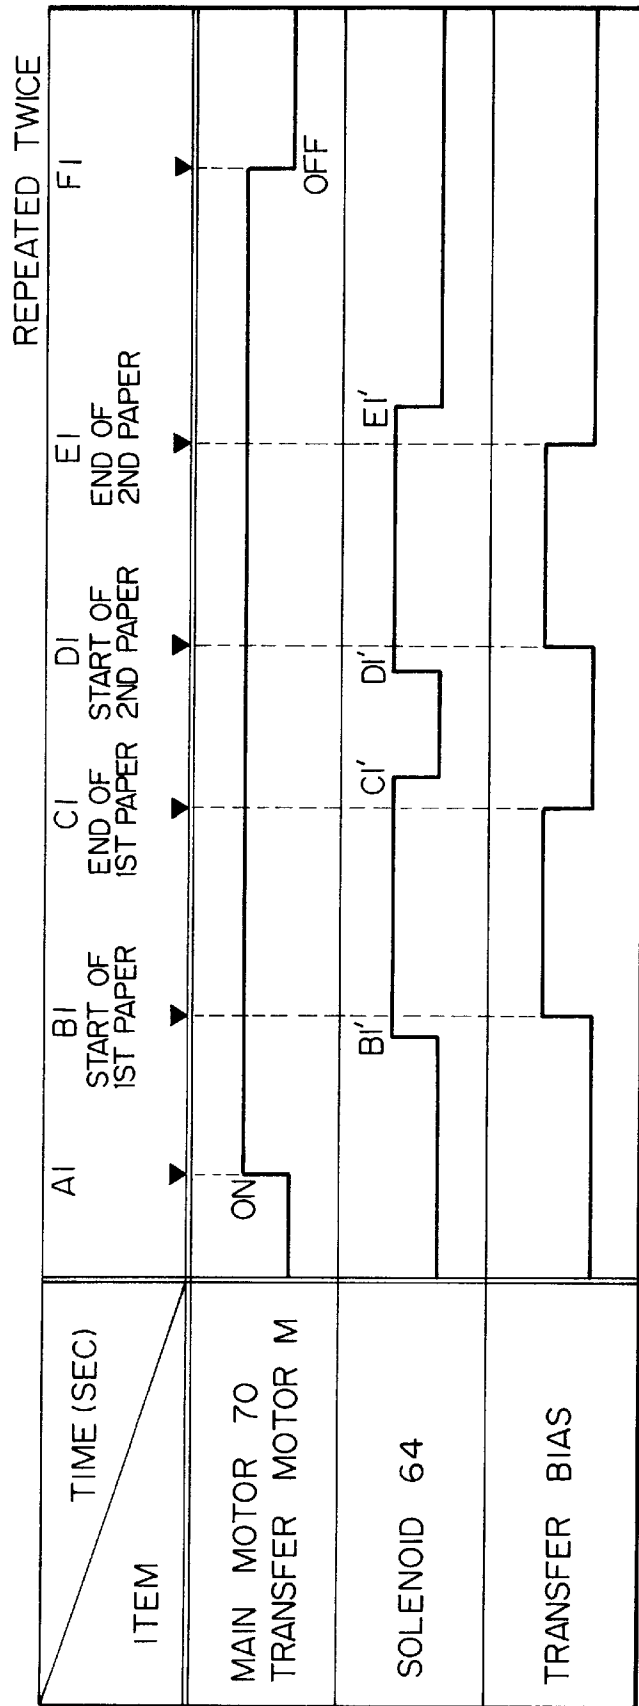 REPEATED TWICE
TIME (SEC)
ITEM
A1
B1
START OF
1ST PAPER
C1
END OF
1ST PAPER
D1
START OF
2ND PAPER
E1
END OF
2ND PAPER
F1
MAIN MOTOR 70
TRANSFER MOTOR M
ON
OFF
SOLENOID 64
B1'
C1'
D1'
E1'
TRANSFER BIAS